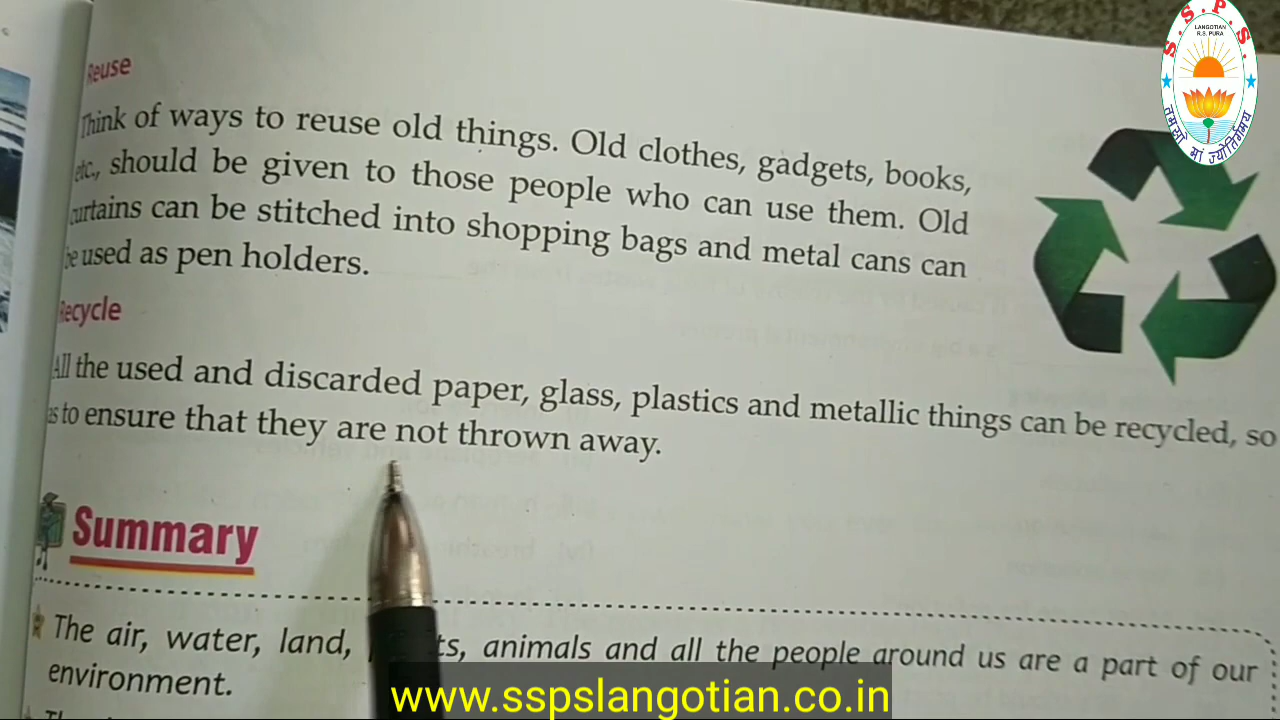 Reuse
Think of ways to reuse old things. Old clothes, gadgets, books,
etc., should be given to those people who can use them. Old
curtains can be stitched into shopping bags and metal cans can
be used as pen holders.
Recycle
All the used and discarded paper, glass, plastics and metallic things can be recycled, so
as to ensure that they are not thrown away.
Summary
The air, water, land, animals and all the people around us are a part of our
environment.
S.S.P.S.
LANGOTIAN
R.S. PURA
तमसो मां ज्योतिर्गमय
www.sspslangotian.co.in